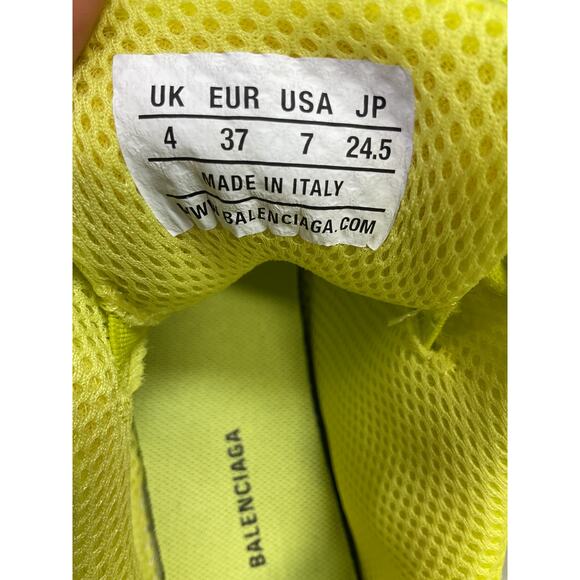 UK EUR USA JP
4 37 7 24.5
MADE IN ITALY
WWW.BALENCIAGA.COM
BALENCIAGA